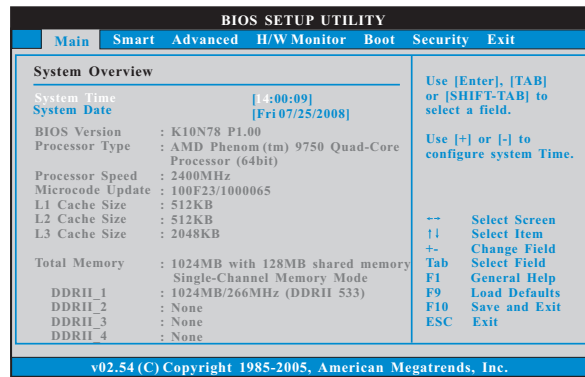 BIOS SETUP UTILITY
Main Smart Advanced H/W Monitor Boot Security Exit
System Overview
System Time [14:00:09]
System Date [Fri 07/25/2008]
BIOS Version : K10N78 P1.00
Processor Type : AMD Phenom (tm) 9750 Quad-Core
Processor (64bit)
Processor Speed : 2400MHz
Microcode Update : 100F23/1000065
L1 Cache Size : 512KB
L2 Cache Size : 512KB
L3 Cache Size : 2048KB
Total Memory : 1024MB with 128MB shared memory
Single-Channel Memory Mode
DDRII_1 : 1024MB/266MHz (DDRII 533)
DDRII_2 : None
DDRII_3 : None
DDRII_4 : None
Use [Enter], [TAB]
or [SHIFT-TAB] to
select a field.
Use [+] or [-] to
configure system Time.
←→ Select Screen
↑↓ Select Item
+- Change Field
Tab Select Field
F1 General Help
F9 Load Defaults
F10 Save and Exit
ESC Exit
v02.54 (C) Copyright 1985-2005, American Megatrends, Inc.